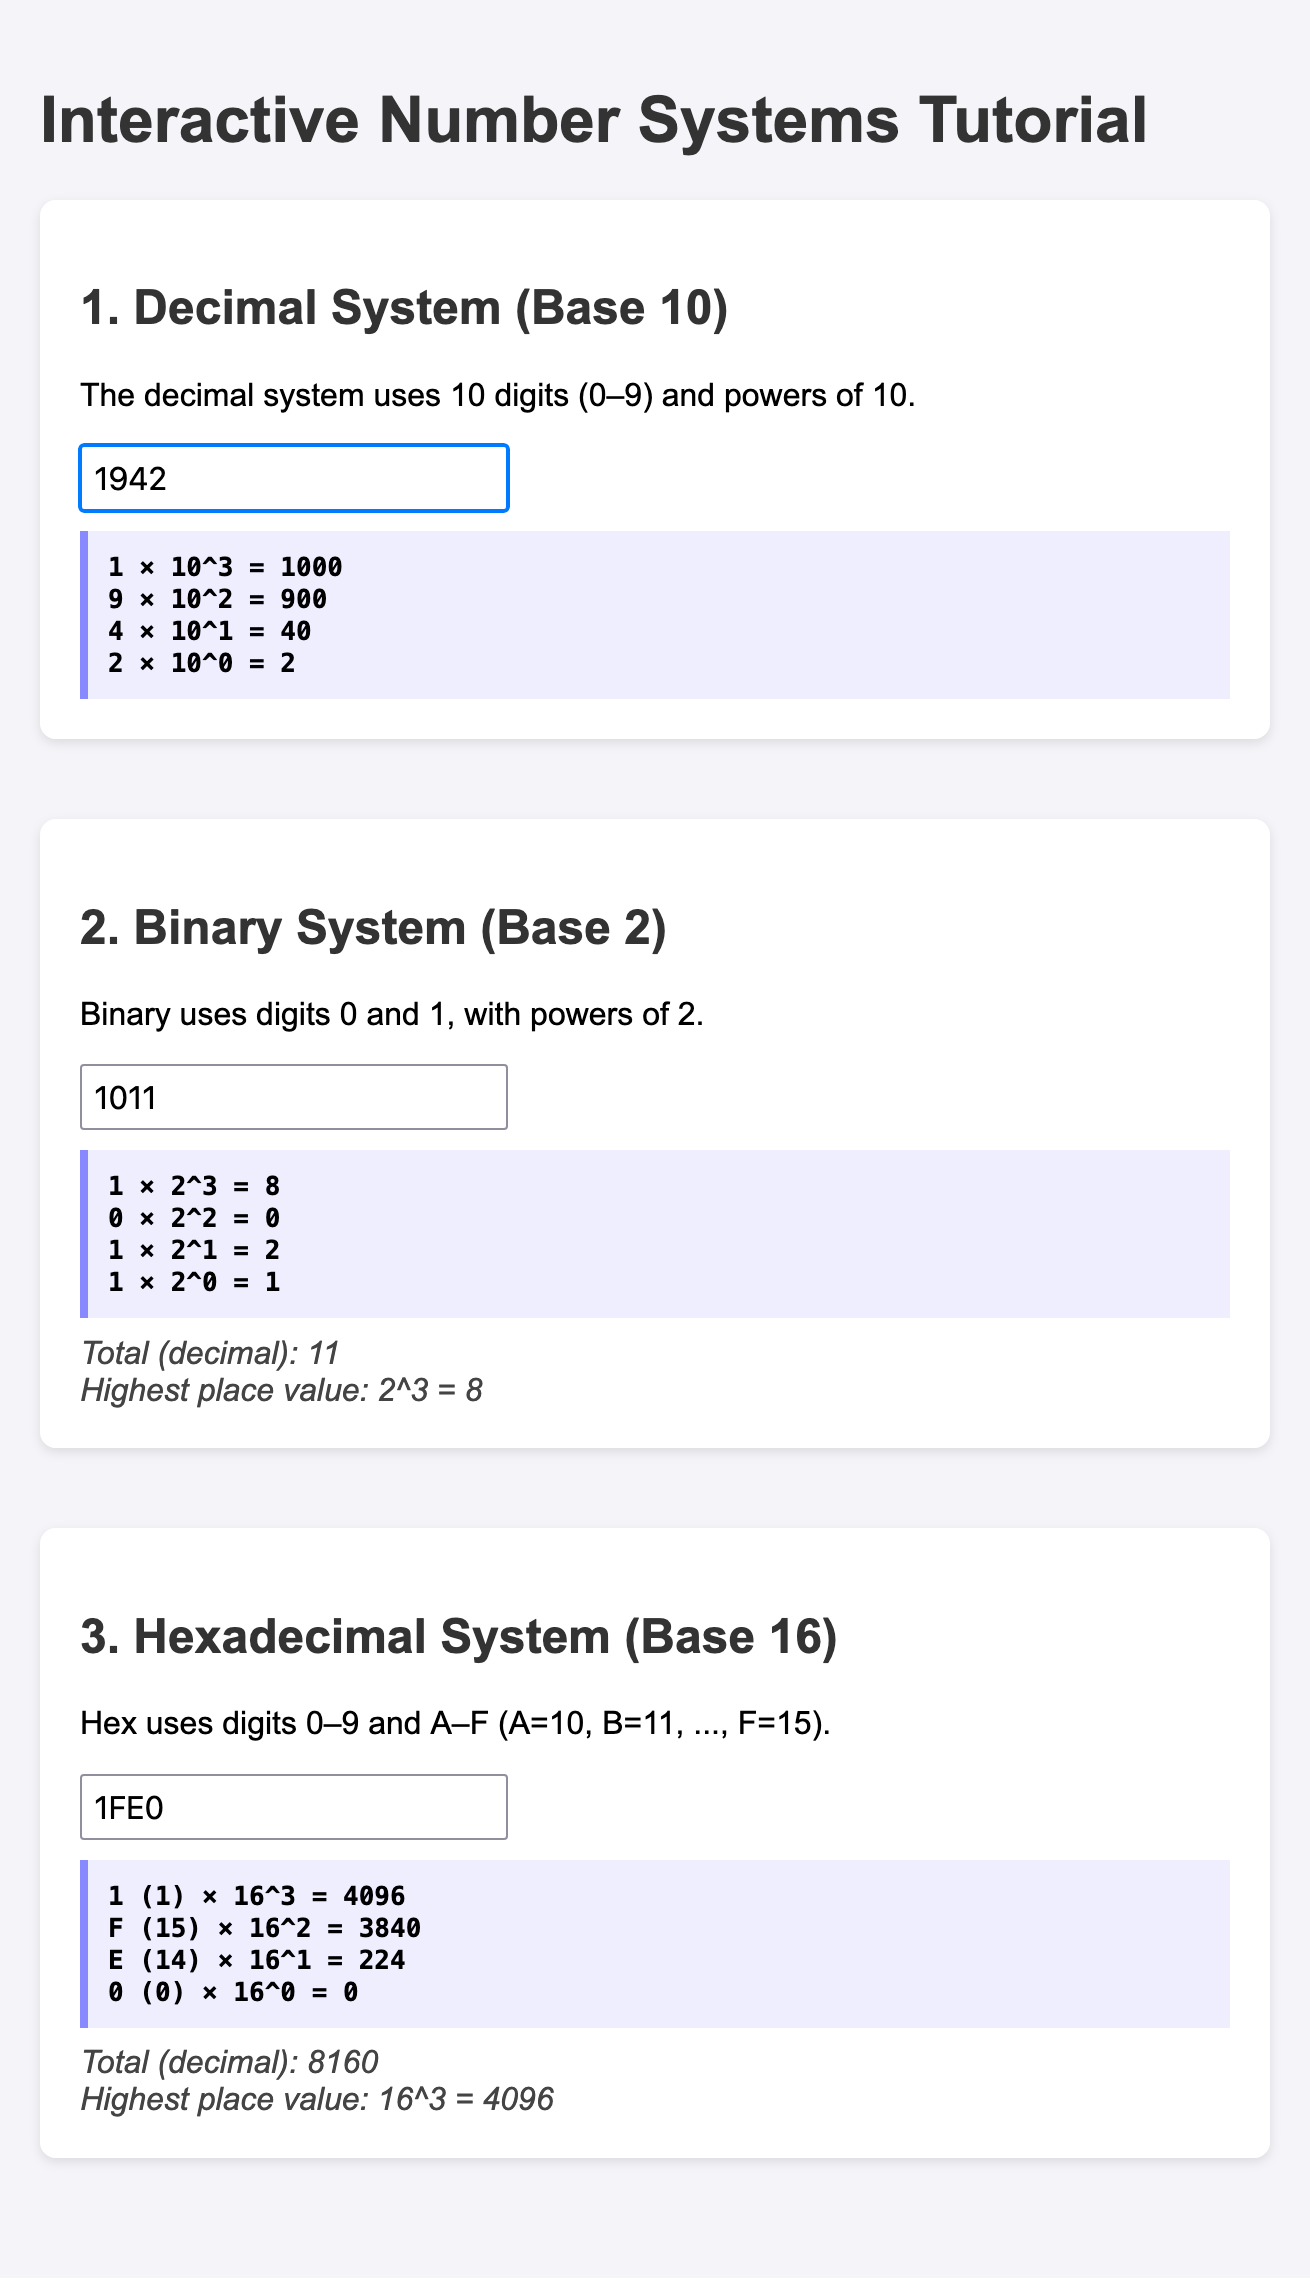 Interactive Number Systems Tutorial
1. Decimal System (Base 10)
The decimal system uses 10 digits (0–9) and powers of 10.
1942
1 × 10^3 = 1000
9 × 10^2 = 900
4 × 10^1 = 40
2 × 10^0 = 2
2. Binary System (Base 2)
Binary uses digits 0 and 1, with powers of 2.
1011
1 × 2^3 = 8
0 × 2^2 = 0
1 × 2^1 = 2
1 × 2^0 = 1
Total (decimal): 11
Highest place value: 2^3 = 8
3. Hexadecimal System (Base 16)
Hex uses digits 0–9 and A–F (A=10, B=11, ..., F=15).
1FE0
1 (1) × 16^3 = 4096
F (15) × 16^2 = 3840
E (14) × 16^1 = 224
0 (0) × 16^0 = 0
Total (decimal): 8160
Highest place value: 16^3 = 4096